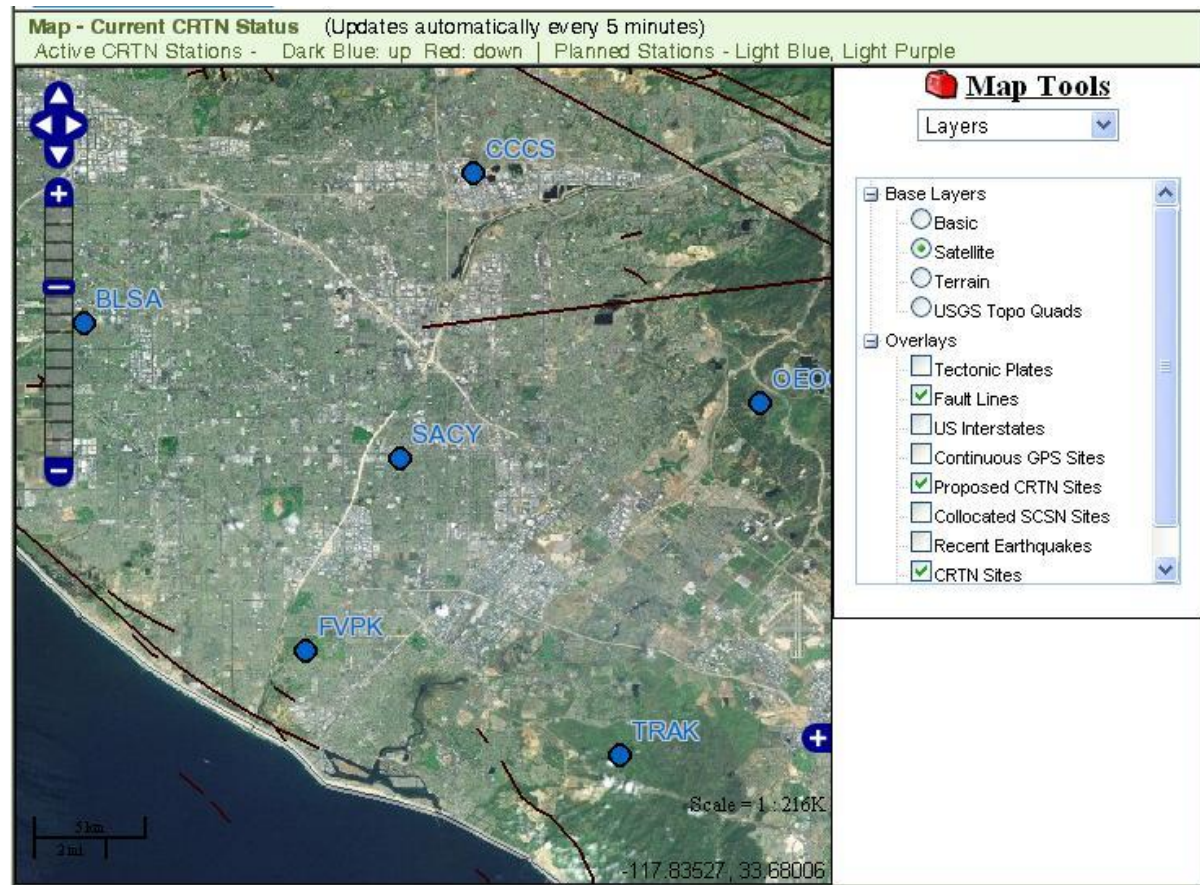 Map - Current CRTN Status (Updates automatically every 5 minutes)
Active CRTN Stations - Dark Blue: up Red: down | Planned Stations - Light Blue, Light Purple
Map Tools
Layers
Base Layers
Basic
Satellite
Terrain
USGS Topo Quads
Overlays
Tectonic Plates
Fault Lines
US Interstates
Continuous GPS Sites
Proposed CRTN Sites
Collocated SCSN Sites
Recent Earthquakes
CRTN Sites
CCCS
BLSA
SACY
FVPK
TRAK
Scale = 1 : 216K
5 km
2 mi
-117.83527, 33.68006